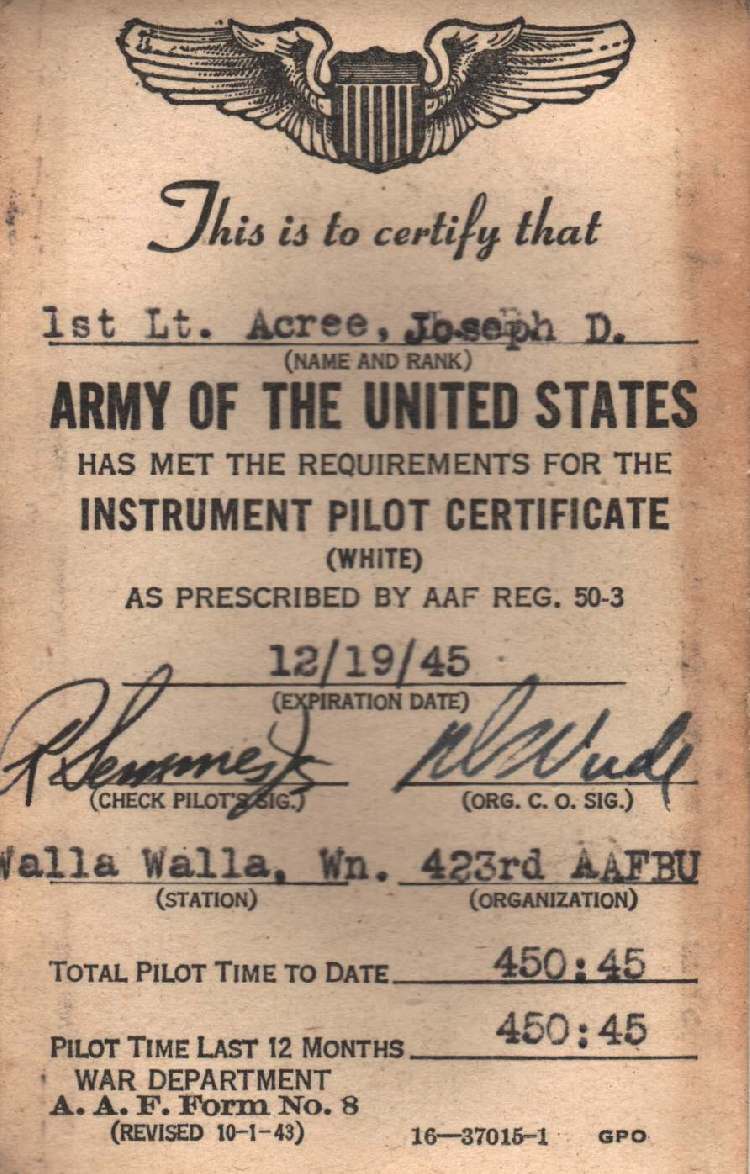 This is to certify that
1st Lt. Acree, Joseph D.
(NAME AND RANK)
ARMY OF THE UNITED STATES
HAS MET THE REQUIREMENTS FOR THE
INSTRUMENT PILOT CERTIFICATE
(WHITE)
AS PRESCRIBED BY AAF REG. 50-3
12/19/45
(EXPIRATION DATE)
(CHECK PILOT'S SIG.) (ORG. C. O. SIG.)
Walla Walla, Wn. 423rd AAFBU
(STATION) (ORGANIZATION)
TOTAL PILOT TIME TO DATE 450:45
PILOT TIME LAST 12 MONTHS 450:45
WAR DEPARTMENT
A. A. F. Form No. 8
(REVISED 10-1-43) 16—37015-1 GPO